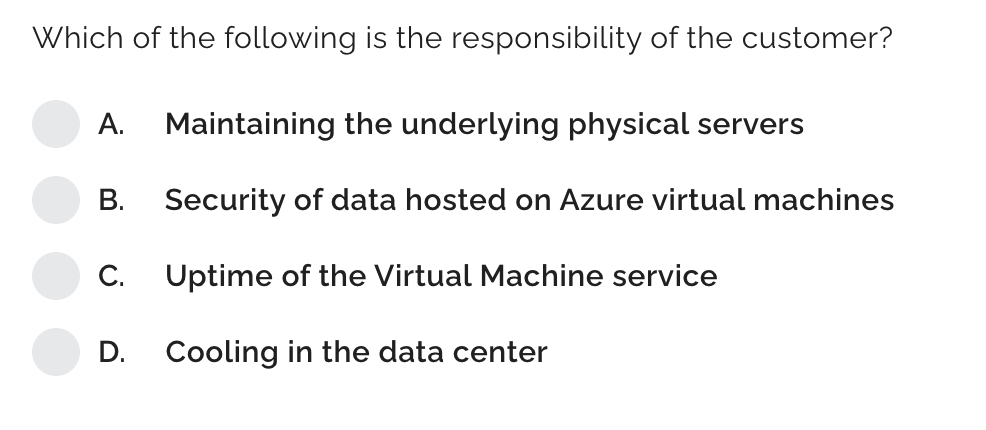 Which of the following is the responsibility of the customer?
A. Maintaining the underlying physical servers
B. Security of data hosted on Azure virtual machines
C. Uptime of the Virtual Machine service
D. Cooling in the data center